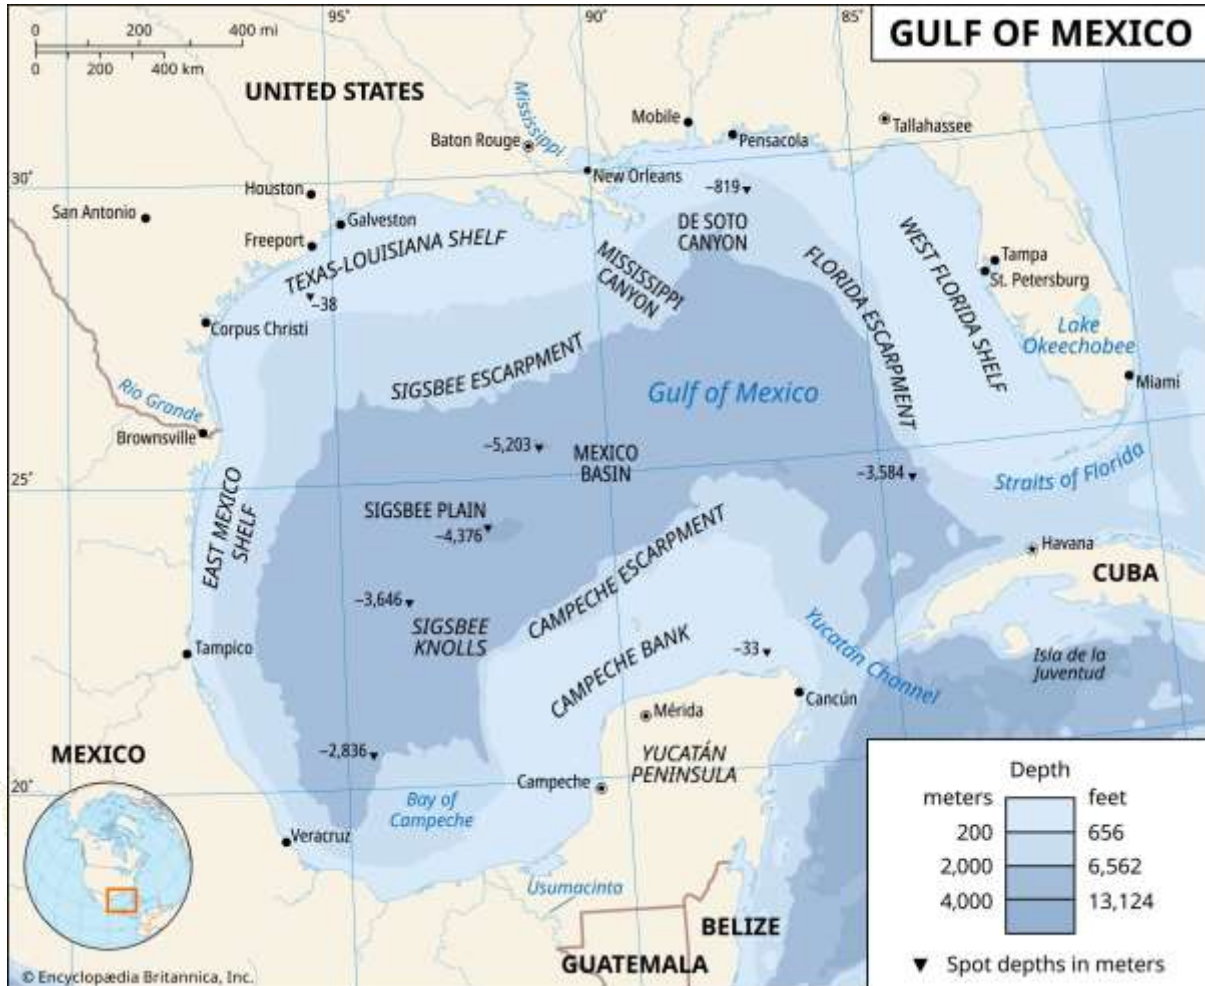 95°
90°
85°
GULF OF MEXICO
0 200 400 mi
0 200 400 km
UNITED STATES
Mississippi
Mobile
Pensacola
Tallahassee
Baton Rouge
30°
New Orleans
Houston
−819
San Antonio
Galveston
DE SOTO
CANYON
Freeport
TEXAS-LOUISIANA SHELF
MISSISSIPPI
CANYON
FLORIDA ESCARPMENT
WEST FLORIDA SHELF
Tampa
St. Petersburg
−38
Corpus Christi
Lake
Okeechobee
SIGSBEE ESCARPMENT
Gulf of Mexico
Miami
Rio Grande
Brownsville
−5,203
MEXICO
BASIN
−3,584
Straits of Florida
25°
EAST MEXICO
SHELF
SIGSBEE PLAIN
−4,376
CAMPECHE ESCARPMENT
Havana
CUBA
−3,646
SIGSBEE
KNOLLS
CAMPECHE BANK
Yucatán Channel
Tampico
−33
Isla de la
Juventud
Cancún
Mérida
MEXICO
−2,836
YUCATÁN
PENINSULA
Campeche
20°
Bay of
Campeche
Veracruz
Usumacinta
BELIZE
GUATEMALA
Depth
meters feet
200 656
2,000 6,562
4,000 13,124
Spot depths in meters
© Encyclopædia Britannica, Inc.